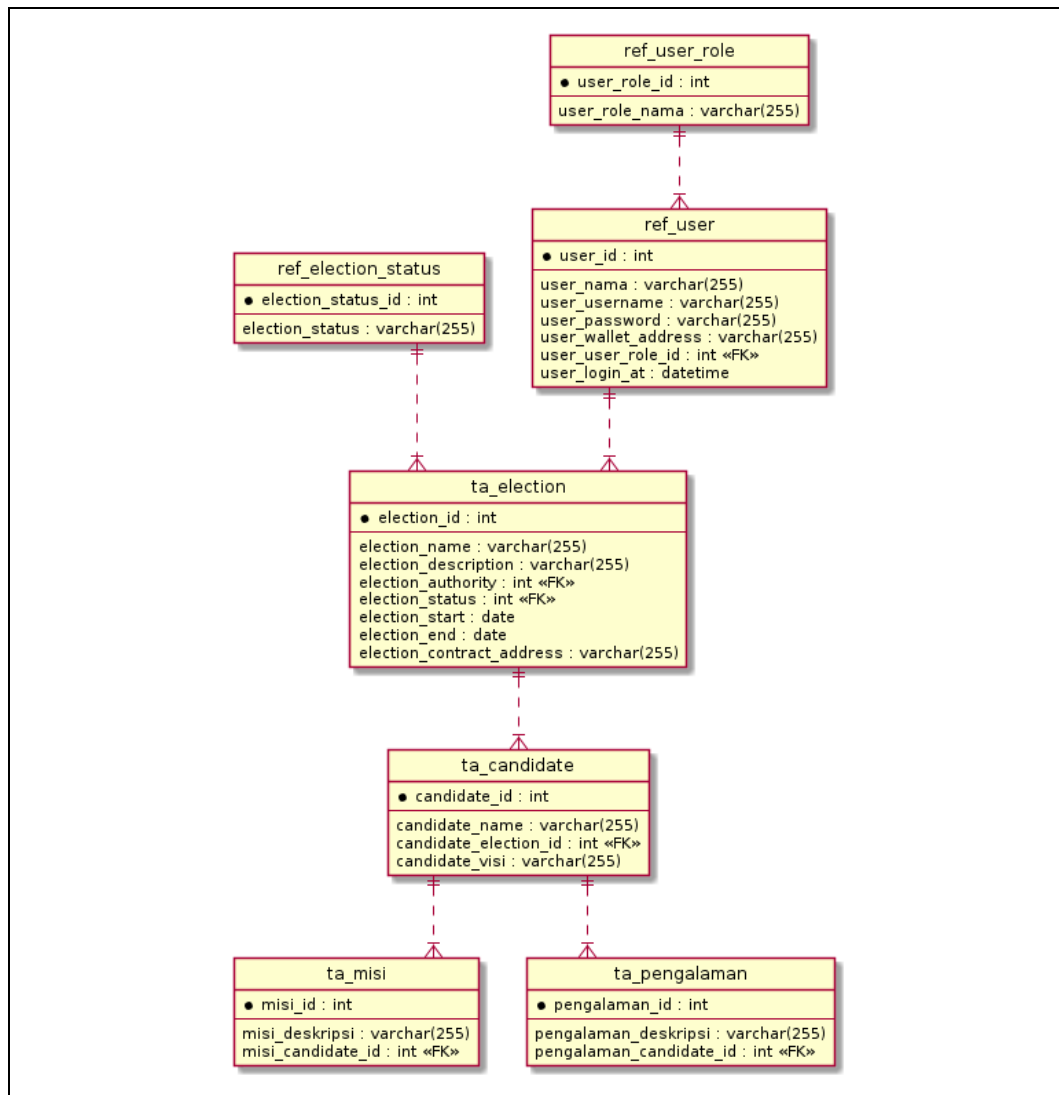 ref_user_role
user_role_id : int
user_role_nama : varchar(255)
ref_user
user_id : int
user_nama : varchar(255)
user_username : varchar(255)
user_password : varchar(255)
user_wallet_address : varchar(255)
user_user_role_id : int «FK»
user_login_at : datetime
ref_election_status
election_status_id : int
election_status : varchar(255)
ta_election
election_id : int
election_name : varchar(255)
election_description : varchar(255)
election_authority : int «FK»
election_status : int «FK»
election_start : date
election_end : date
election_contract_address : varchar(255)
ta_candidate
candidate_id : int
candidate_name : varchar(255)
candidate_election_id : int «FK»
candidate_visi : varchar(255)
ta_misi
misi_id : int
misi_deskripsi : varchar(255)
misi_candidate_id : int «FK»
ta_pengalaman
pengalaman_id : int
pengalaman_deskripsi : varchar(255)
pengalaman_candidate_id : int «FK»